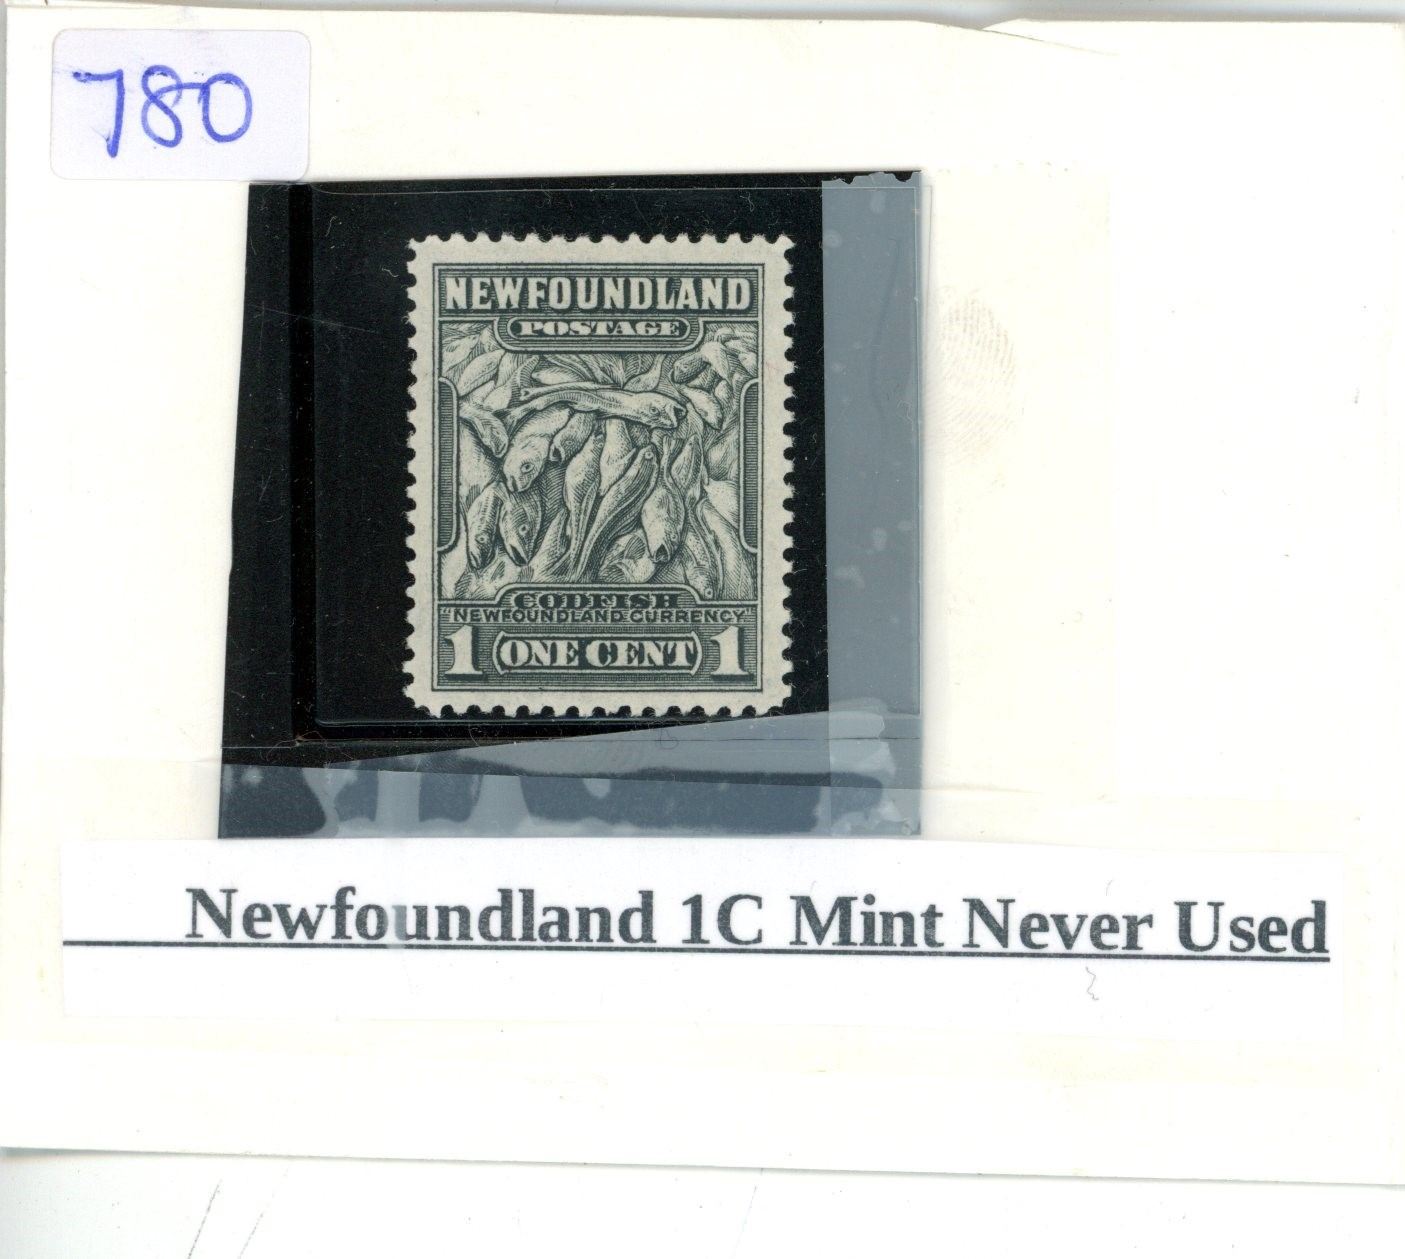 780
NEWFOUNDLAND
POSTAGE
CODFISH
"NEWFOUNDLAND CURRENCY"
1 ONE CENT 1
Newfoundland 1C Mint Never Used